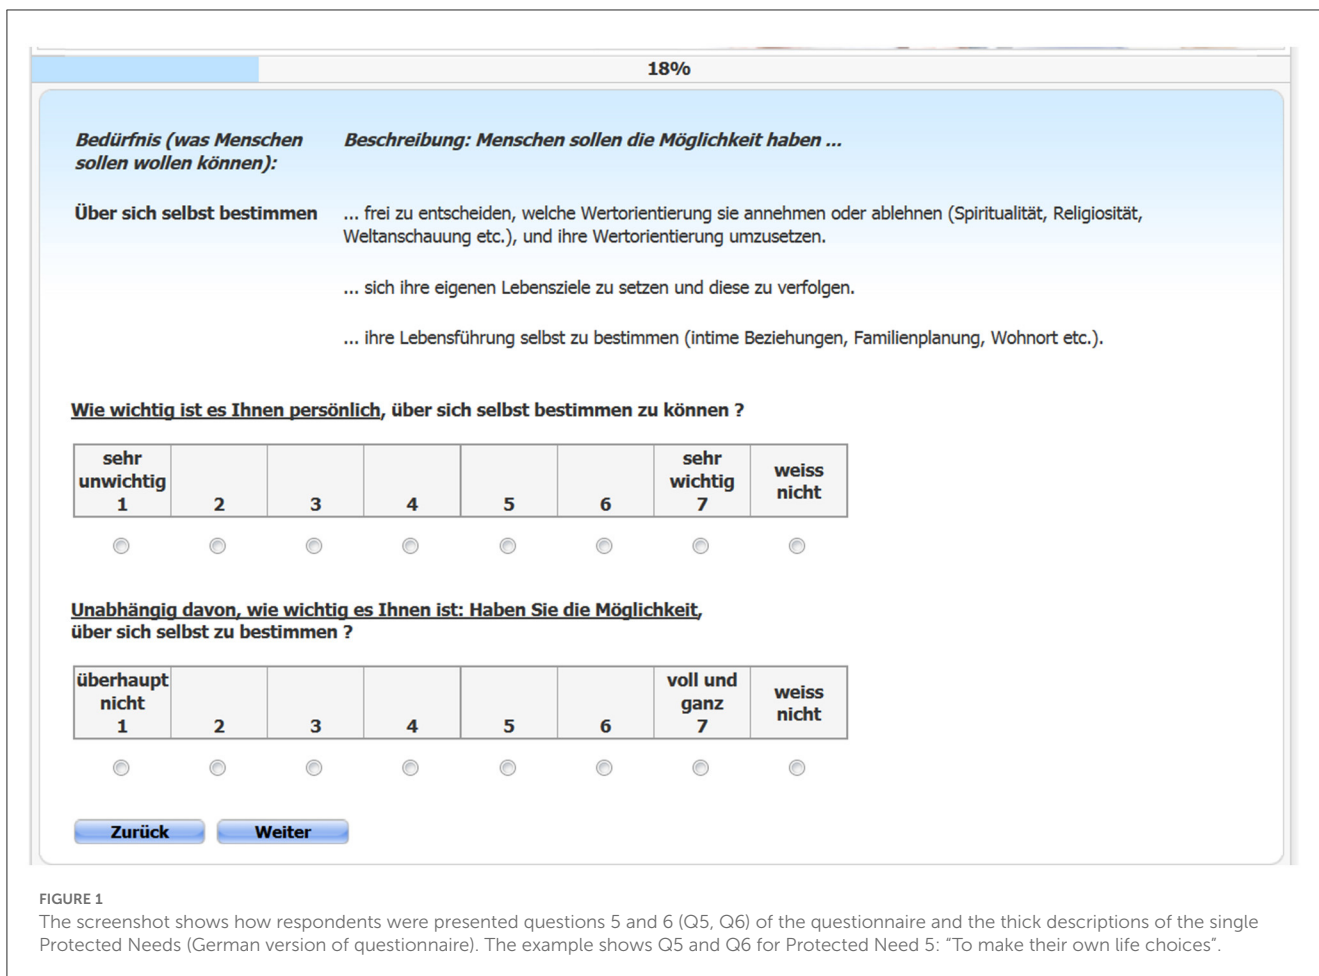 18%
Bedürfnis (was Menschen sollen wollen können):
Beschreibung: Menschen sollen die Möglichkeit haben ...
Über sich selbst bestimmen
... frei zu entscheiden, welche Wertorientierung sie annehmen oder ablehnen (Spiritualität, Religiosität,
Weltanschauung etc.), und ihre Wertorientierung umzusetzen.
... sich ihre eigenen Lebensziele zu setzen und diese zu verfolgen.
... ihre Lebensführung selbst zu bestimmen (intime Beziehungen, Familienplanung, Wohnort etc.).
Wie wichtig ist es Ihnen persönlich, über sich selbst bestimmen zu können ?
sehr unwichtig 1
2
3
4
5
6
sehr wichtig 7
weiss nicht
Unabhängig davon, wie wichtig es Ihnen ist: Haben Sie die Möglichkeit,
über sich selbst zu bestimmen ?
überhaupt nicht 1
2
3
4
5
6
voll und ganz 7
weiss nicht
Zurück
Weiter
FIGURE 1
The screenshot shows how respondents were presented questions 5 and 6 (Q5, Q6) of the questionnaire and the thick descriptions of the single
Protected Needs (German version of questionnaire). The example shows Q5 and Q6 for Protected Need 5: "To make their own life choices".